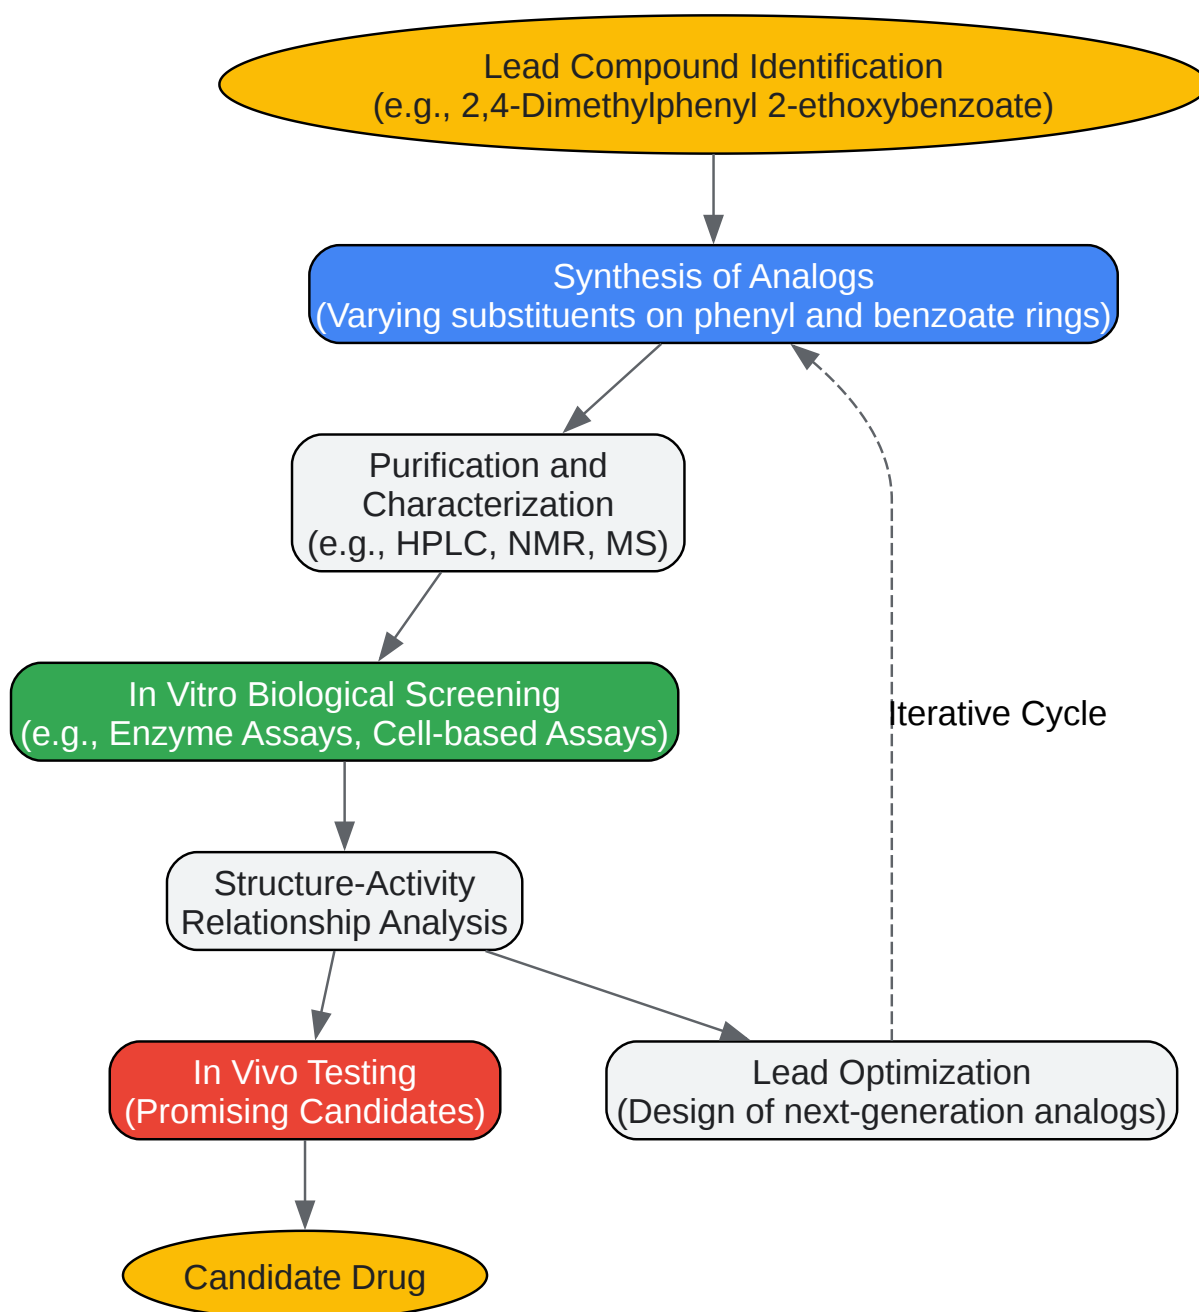 Lead Compound Identification
(e.g., 2,4-Dimethylphenyl 2-ethoxybenzoate)
Synthesis of Analogs
(Varying substituents on phenyl and benzoate rings)
Purification and
Characterization
(e.g., HPLC, NMR, MS)
In Vitro Biological Screening
(e.g., Enzyme Assays, Cell-based Assays)
Iterative Cycle
Structure-Activity
Relationship Analysis
In Vivo Testing
(Promising Candidates)
Lead Optimization
(Design of next-generation analogs)
Candidate Drug